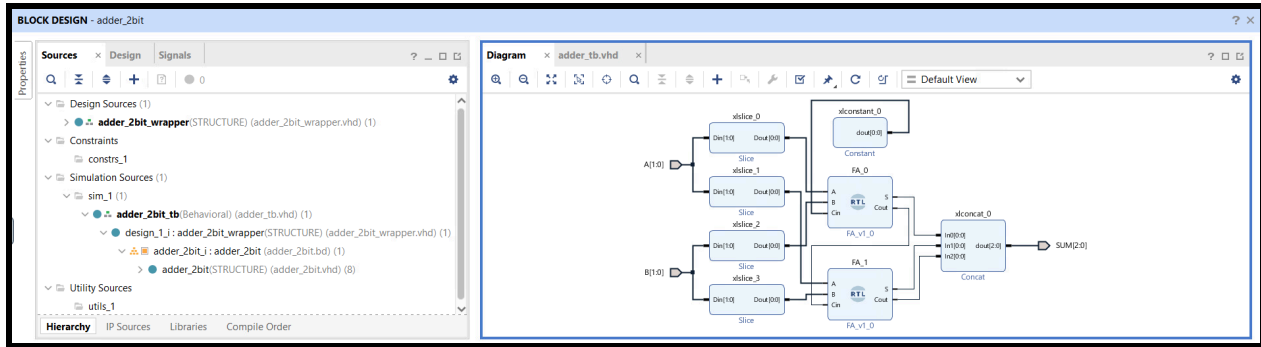 BLOCK DESIGN - adder_2bit
? ×
Properties
Sources × Design Signals
?
0
Design Sources (1)
adder_2bit_wrapper(STRUCTURE) (adder_2bit_wrapper.vhd) (1)
Constraints
constrs_1
Simulation Sources (1)
sim_1 (1)
adder_2bit_tb(Behavioral) (adder_tb.vhd) (1)
design_1_i : adder_2bit_wrapper(STRUCTURE) (adder_2bit_wrapper.vhd) (1)
adder_2bit_i : adder_2bit (adder_2bit.bd) (1)
adder_2bit(STRUCTURE) (adder_2bit.vhd) (8)
Utility Sources
utils_1
Hierarchy IP Sources Libraries Compile Order
Diagram × adder_tb.vhd ×
?
Default View
xlslice_0
Din[1:0] Dout[0:0]
Slice
xlslice_1
Din[1:0] Dout[0:0]
Slice
xlslice_2
Din[1:0] Dout[0:0]
Slice
xlslice_3
Din[1:0] Dout[0:0]
Slice
A[1:0]
B[1:0]
xlconstant_0
dout[0:0]
Constant
FA_0
A
B
Cin
RTL
S
Cout
FA_v1_0
FA_1
A
B
Cin
RTL
S
Cout
FA_v1_0
xlconcat_0
In0[0:0]
In1[0:0] dout[2:0]
In2[0:0]
Concat
SUM[2:0]